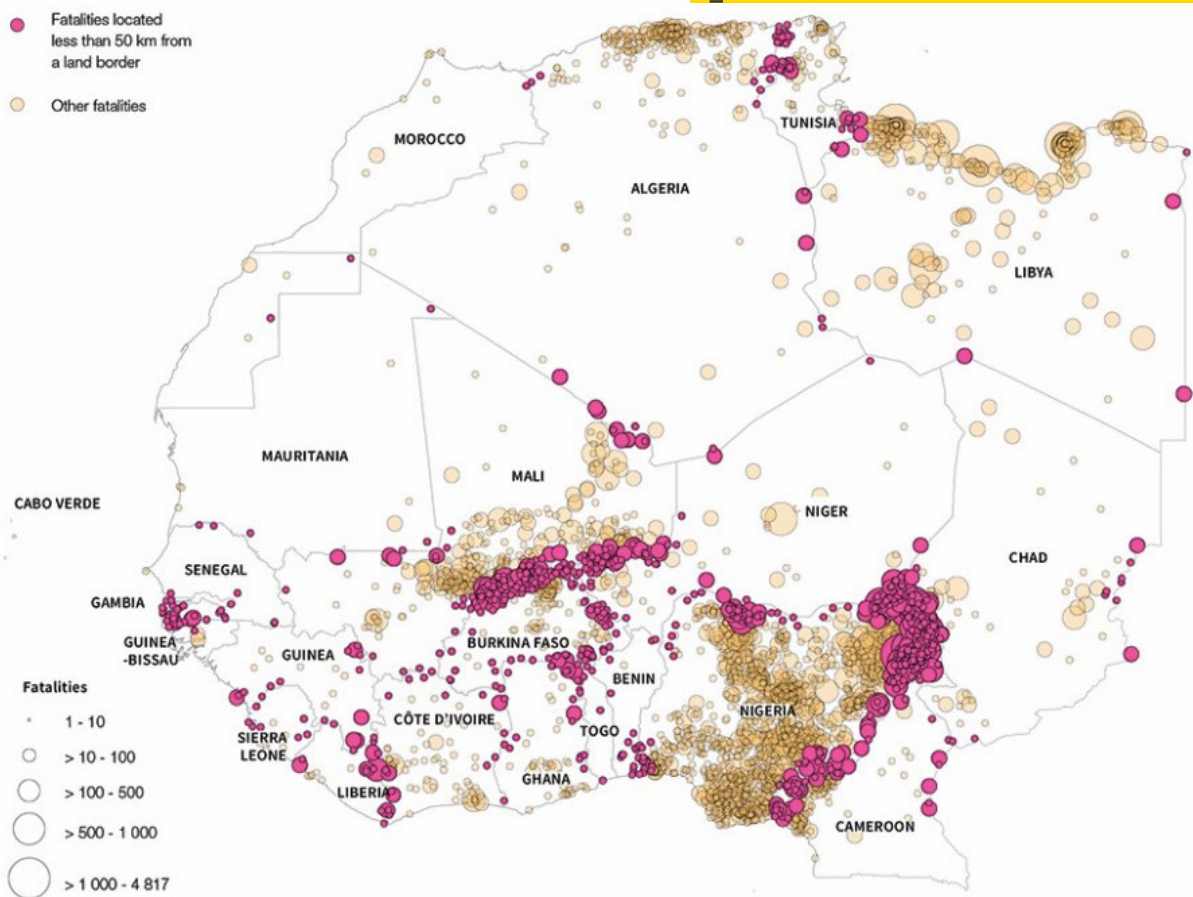 Fatalities located
less than 50 km from
a land border
Other fatalities
TUNISIA
MOROCCO
ALGERIA
LIBYA
MAURITANIA
MALI
CABO VERDE
NIGER
CHAD
SENEGAL
GAMBIA
GUINEA
-BISSAU
GUINEA
BURKINA FASO
BENIN
NIGERIA
CÔTE D'IVOIRE
TOGO
SIERRA
LEONE
GHANA
LIBERIA
CAMEROON
Fatalities
1 - 10
> 10 - 100
> 100 - 500
> 500 - 1 000
> 1 000 - 4 817